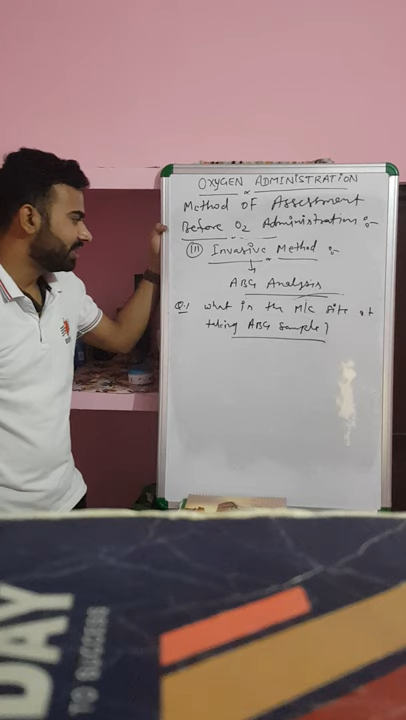 OXYGEN ADMINISTRATION
Method of Assessment
Before O2 Administration :-
(III) Invasive Method :-
↓
ABG Analysis
Q.1 what is the M/c site of
taking ABG sample?
DAY
TO SUCCESS